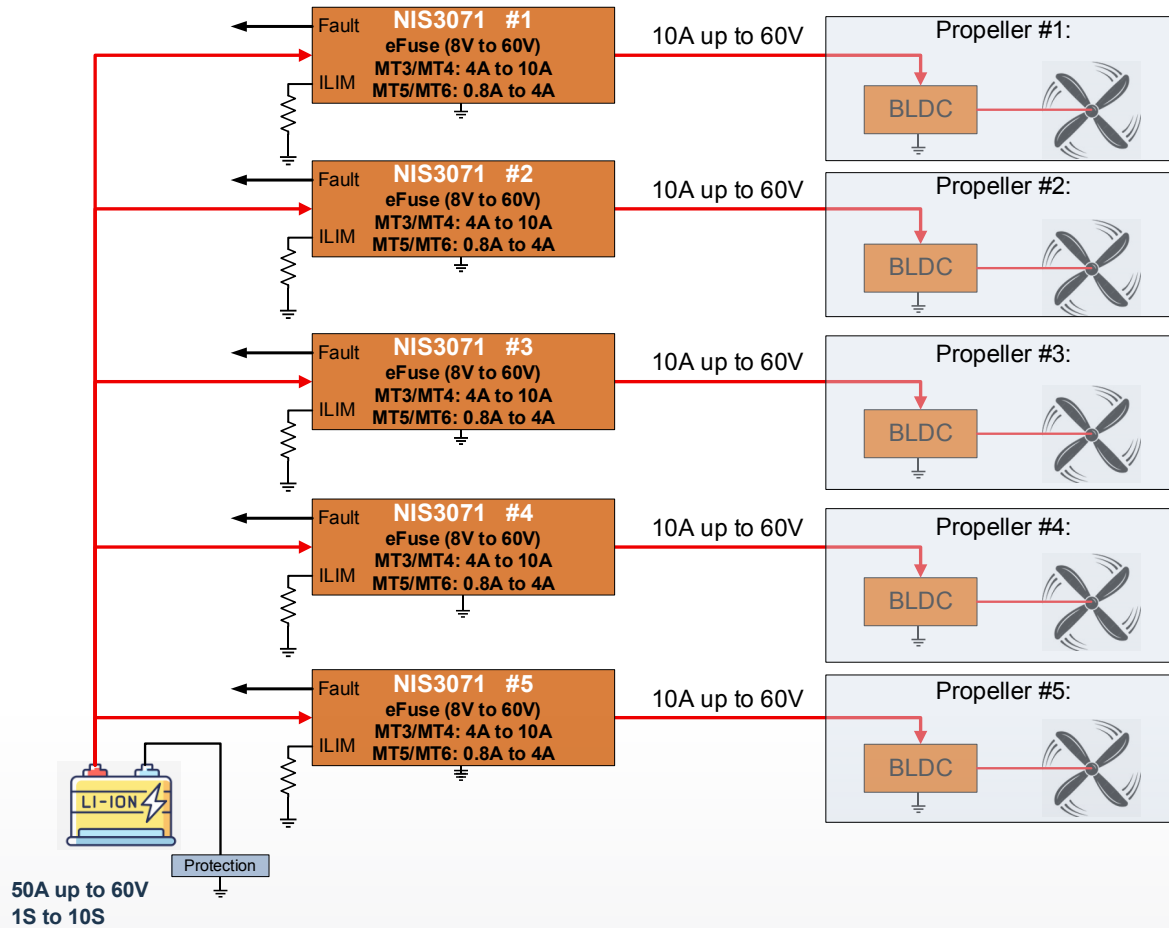 Fault
NIS3071 #1
eFuse (8V to 60V)
MT3/MT4: 4A to 10A
ILIM
MT5/MT6: 0.8A to 4A
10A up to 60V
Propeller #1:
BLDC
Fault
NIS3071 #2
eFuse (8V to 60V)
MT3/MT4: 4A to 10A
ILIM
MT5/MT6: 0.8A to 4A
10A up to 60V
Propeller #2:
BLDC
Fault
NIS3071 #3
eFuse (8V to 60V)
MT3/MT4: 4A to 10A
ILIM
MT5/MT6: 0.8A to 4A
10A up to 60V
Propeller #3:
BLDC
Fault
NIS3071 #4
eFuse (8V to 60V)
MT3/MT4: 4A to 10A
ILIM
MT5/MT6: 0.8A to 4A
10A up to 60V
Propeller #4:
BLDC
Fault
NIS3071 #5
eFuse (8V to 60V)
MT3/MT4: 4A to 10A
ILIM
MT5/MT6: 0.8A to 4A
10A up to 60V
Propeller #5:
BLDC
LI-ION
Protection
50A up to 60V
1S to 10S